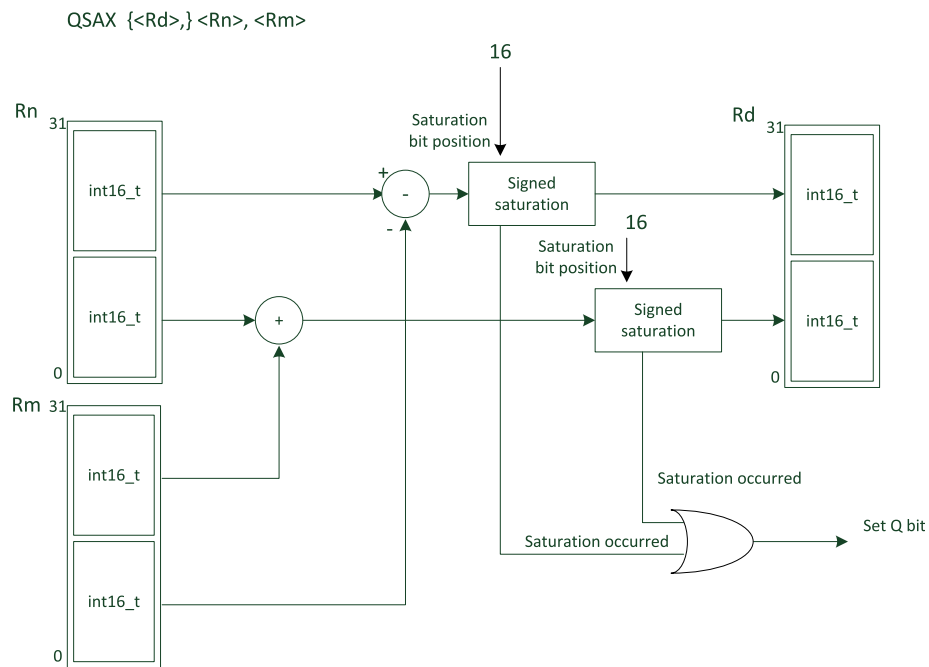 QSAX {<Rd>,} <Rn>, <Rm>
16
Rn
31
Saturation
bit position
Rd
31
int16_t
+
-
-
Signed
saturation
int16_t
16
Saturation
bit position
int16_t
+
Signed
saturation
int16_t
0
0
Rm
31
int16_t
Saturation occurred
Saturation occurred
Set Q bit
int16_t
0